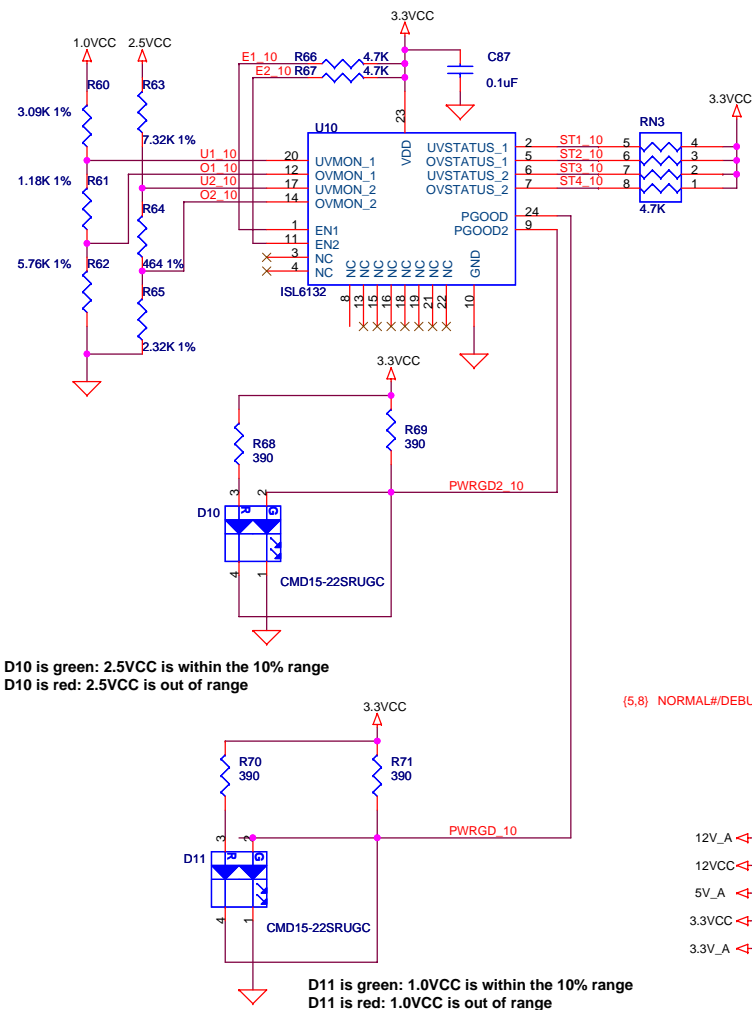 3.3VCC
1.0VCC 2.5VCC
E1_10 R66 4.7K
E2_10 R67 4.7K
C87
0.1uF
R60 R63
3.09K 1%
7.32K 1%
23
VDD
U10
RN3
3.3VCC
U1_10 20 UVMON_1 UVSTATUS_1 2 ST1_10 5 4
O1_10 12 OVMON_1 OVSTATUS_1 5 ST2_10 6 3
U2_10 17 UVMON_2 UVSTATUS_2 6 ST3_10 7 2
O2_10 14 OVMON_2 OVSTATUS_2 7 ST4_10 8 1
1.18K 1% R61
R64
4.7K
PGOOD 24
PGOOD2 9
1 EN1
11 EN2
3 NC
4 NC
5.76K 1% R62
464 1%
R65
2.32K 1%
NC NC NC NC NC NC NC NC GND
ISL6132
8 13 15 16 18 19 21 22 10
3.3VCC
R68
390
R69
390
PWRGD2_10
3 2
R G
D10
4 1
CMD15-22SRUGC
D10 is green: 2.5VCC is within the 10% range
D10 is red: 2.5VCC is out of range
{5,8} NORMAL#/DEBU
3.3VCC
R70
390
R71
390
PWRGD_10
3 2
R G
D11
4 1
CMD15-22SRUGC
12V_A
12VCC
5V_A
3.3VCC
3.3V_A
D11 is green: 1.0VCC is within the 10% range
D11 is red: 1.0VCC is out of range